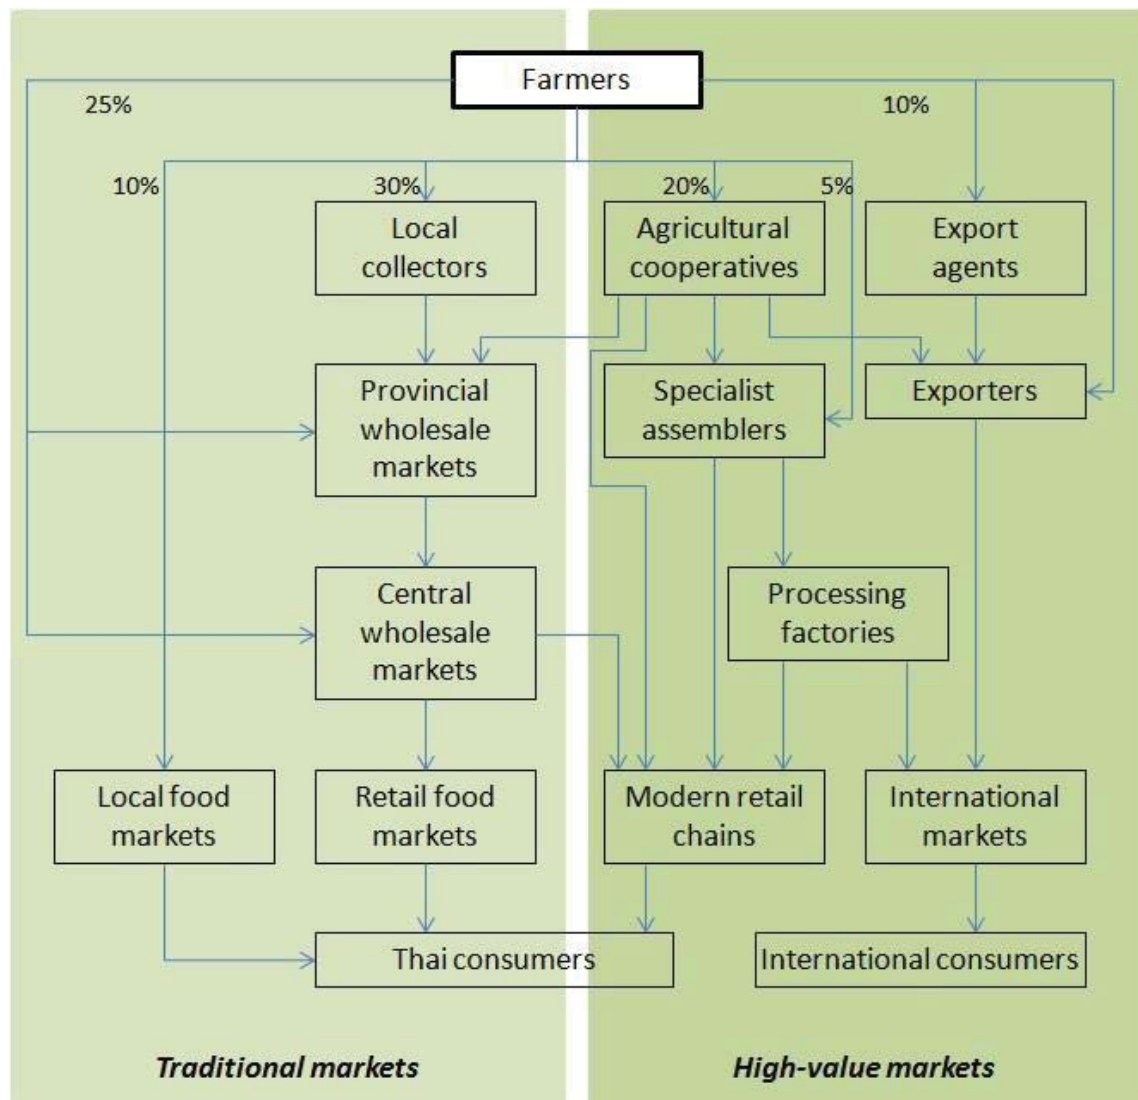 Farmers
25%
10%
10%
30%
20%
5%
Local
collectors
Agricultural
cooperatives
Export
agents
Provincial
wholesale
markets
Specialist
assemblers
Exporters
Central
wholesale
markets
Processing
factories
Local food
markets
Retail food
markets
Modern retail
chains
International
markets
Thai consumers
International consumers
Traditional markets
High-value markets